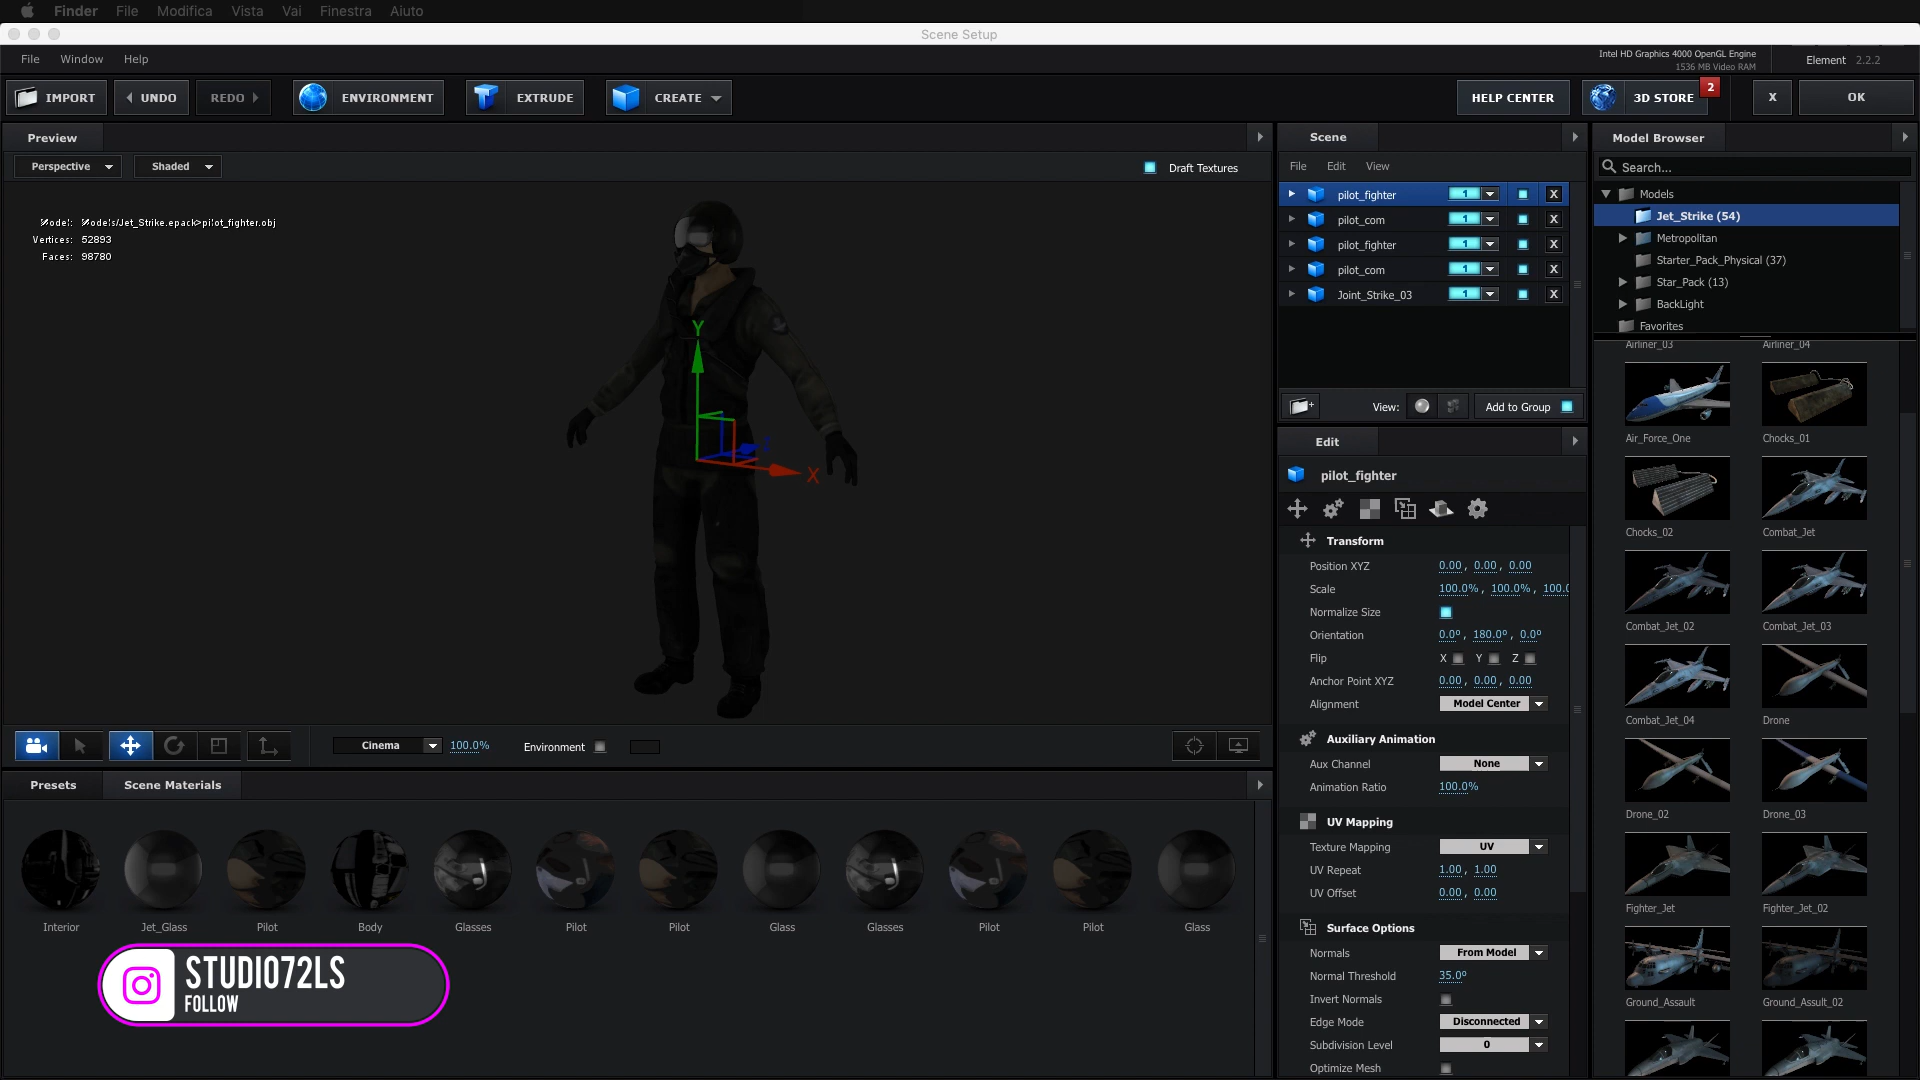 Finder File Modifica Vista Vai Finestra Aiuto
Scene Setup
File Window Help
Intel HD Graphics 4000 OpenGL Engine
1536 MB Video RAM
Element 2.2.2
IMPORT UNDO REDO ENVIRONMENT EXTRUDE CREATE HELP CENTER 3D STORE 2 X OK
Preview
Perspective Shaded Draft Textures
Model: Models/Jet_Strike.epack>pilot_fighter.obj
Vertices: 52893
Faces: 98780
Y
X
Cinema 100.0% Environment
Presets Scene Materials
Interior Jet_Glass Pilot Body Glasses Pilot Pilot Glass Glasses Pilot Pilot Glass
STUDIO72LS
FOLLOW
Scene
File Edit View
pilot_fighter 1 X
pilot_com 1 X
pilot_fighter 1 X
pilot_com 1 X
Joint_Strike_03 1 X
View: Add to Group
Edit
pilot_fighter
Transform
Position XYZ 0.00, 0.00, 0.00
Scale 100.0%, 100.0%, 100.0
Normalize Size
Orientation 0.0º, 180.0º, 0.0º
Flip X Y Z
Anchor Point XYZ 0.00, 0.00, 0.00
Alignment Model Center
Auxiliary Animation
Aux Channel None
Animation Ratio 100.0%
UV Mapping
Texture Mapping UV
UV Repeat 1.00, 1.00
UV Offset 0.00, 0.00
Surface Options
Normals From Model
Normal Threshold 35.0º
Invert Normals
Edge Mode Disconnected
Subdivision Level 0
Optimize Mesh
Model Browser
Search...
Models
Jet_Strike (54)
Metropolitan
Starter_Pack_Physical (37)
Star_Pack (13)
BackLight
Favorites
Airliner_03 Airliner_04
Air_Force_One Chocks_01
Chocks_02 Combat_Jet
Combat_Jet_02 Combat_Jet_03
Combat_Jet_04 Drone
Drone_02 Drone_03
Fighter_Jet Fighter_Jet_02
Ground_Assault Ground_Assult_02